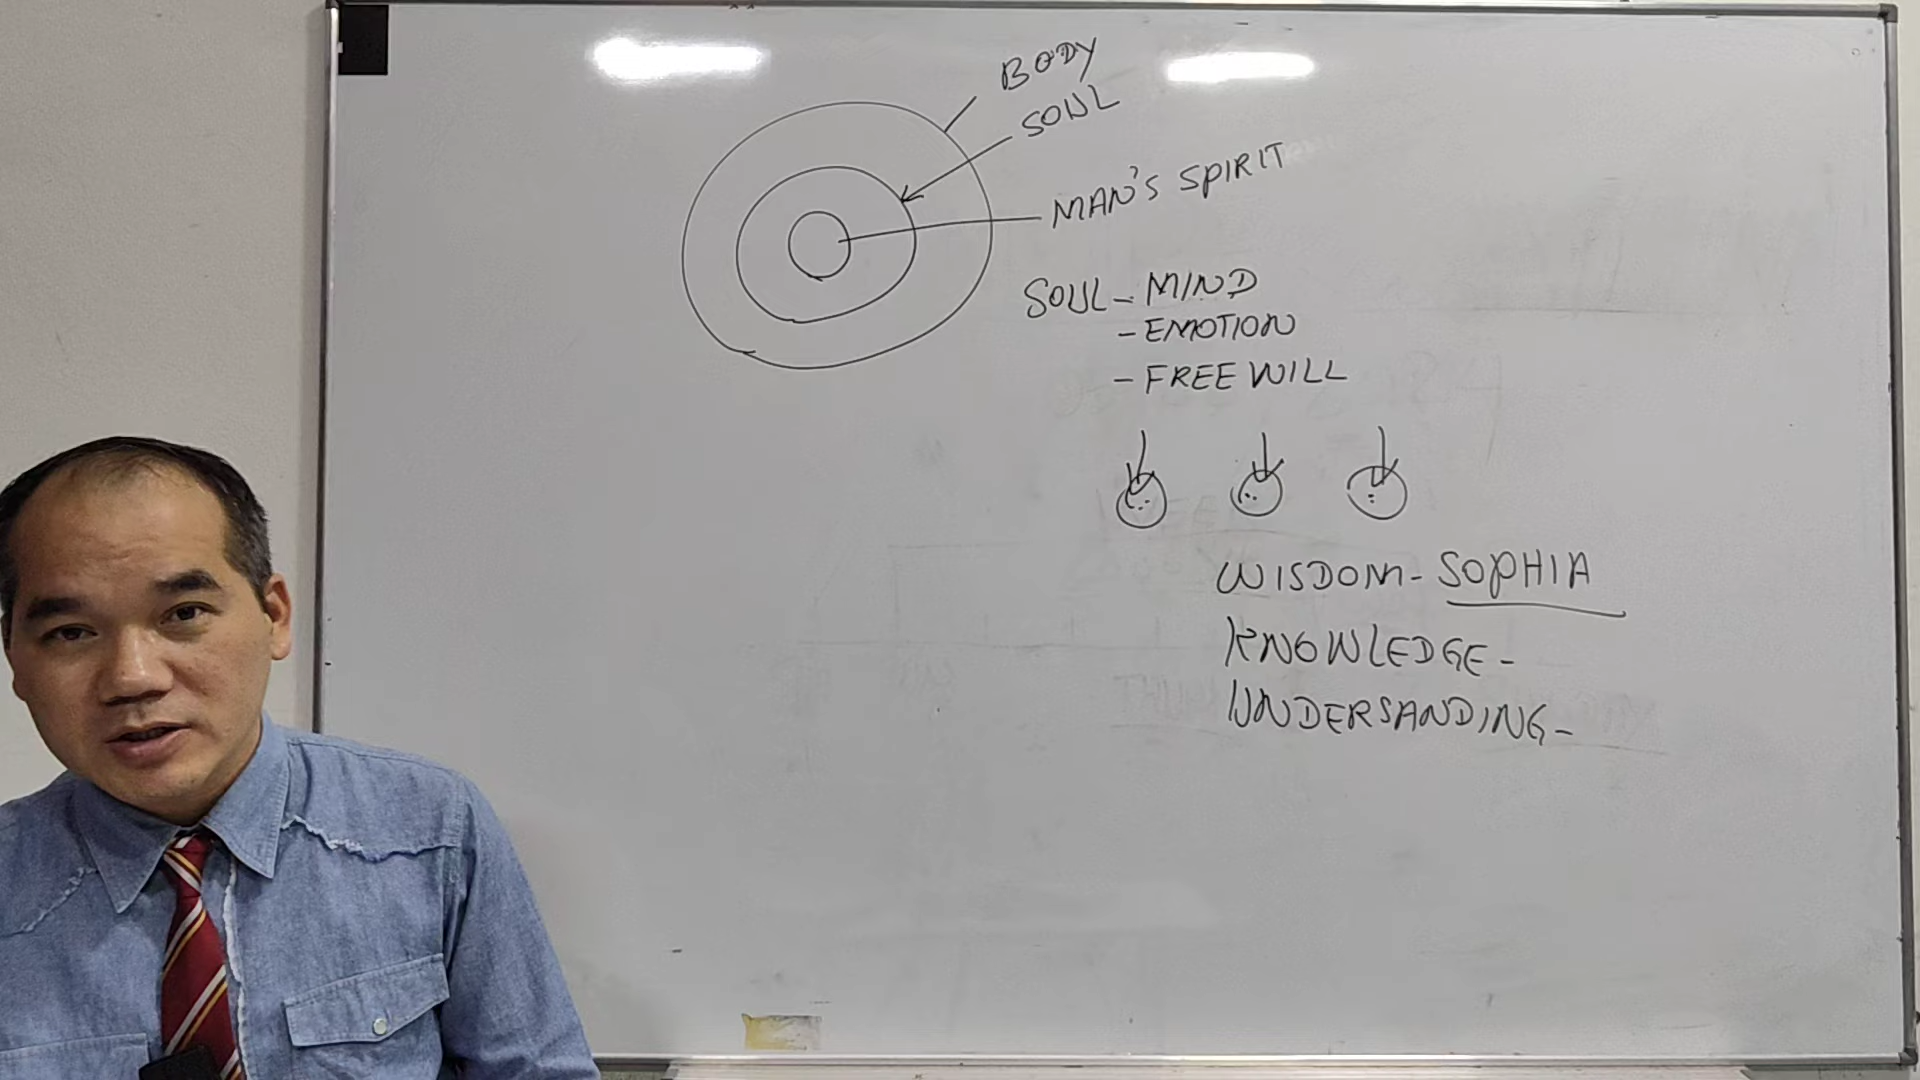 BODY
SOUL
MAN'S SPIRIT
SOUL - MIND
- EMOTION
- FREE WILL
WISDOM - SOPHIA
KNOWLEDGE -
UNDERSANDING -